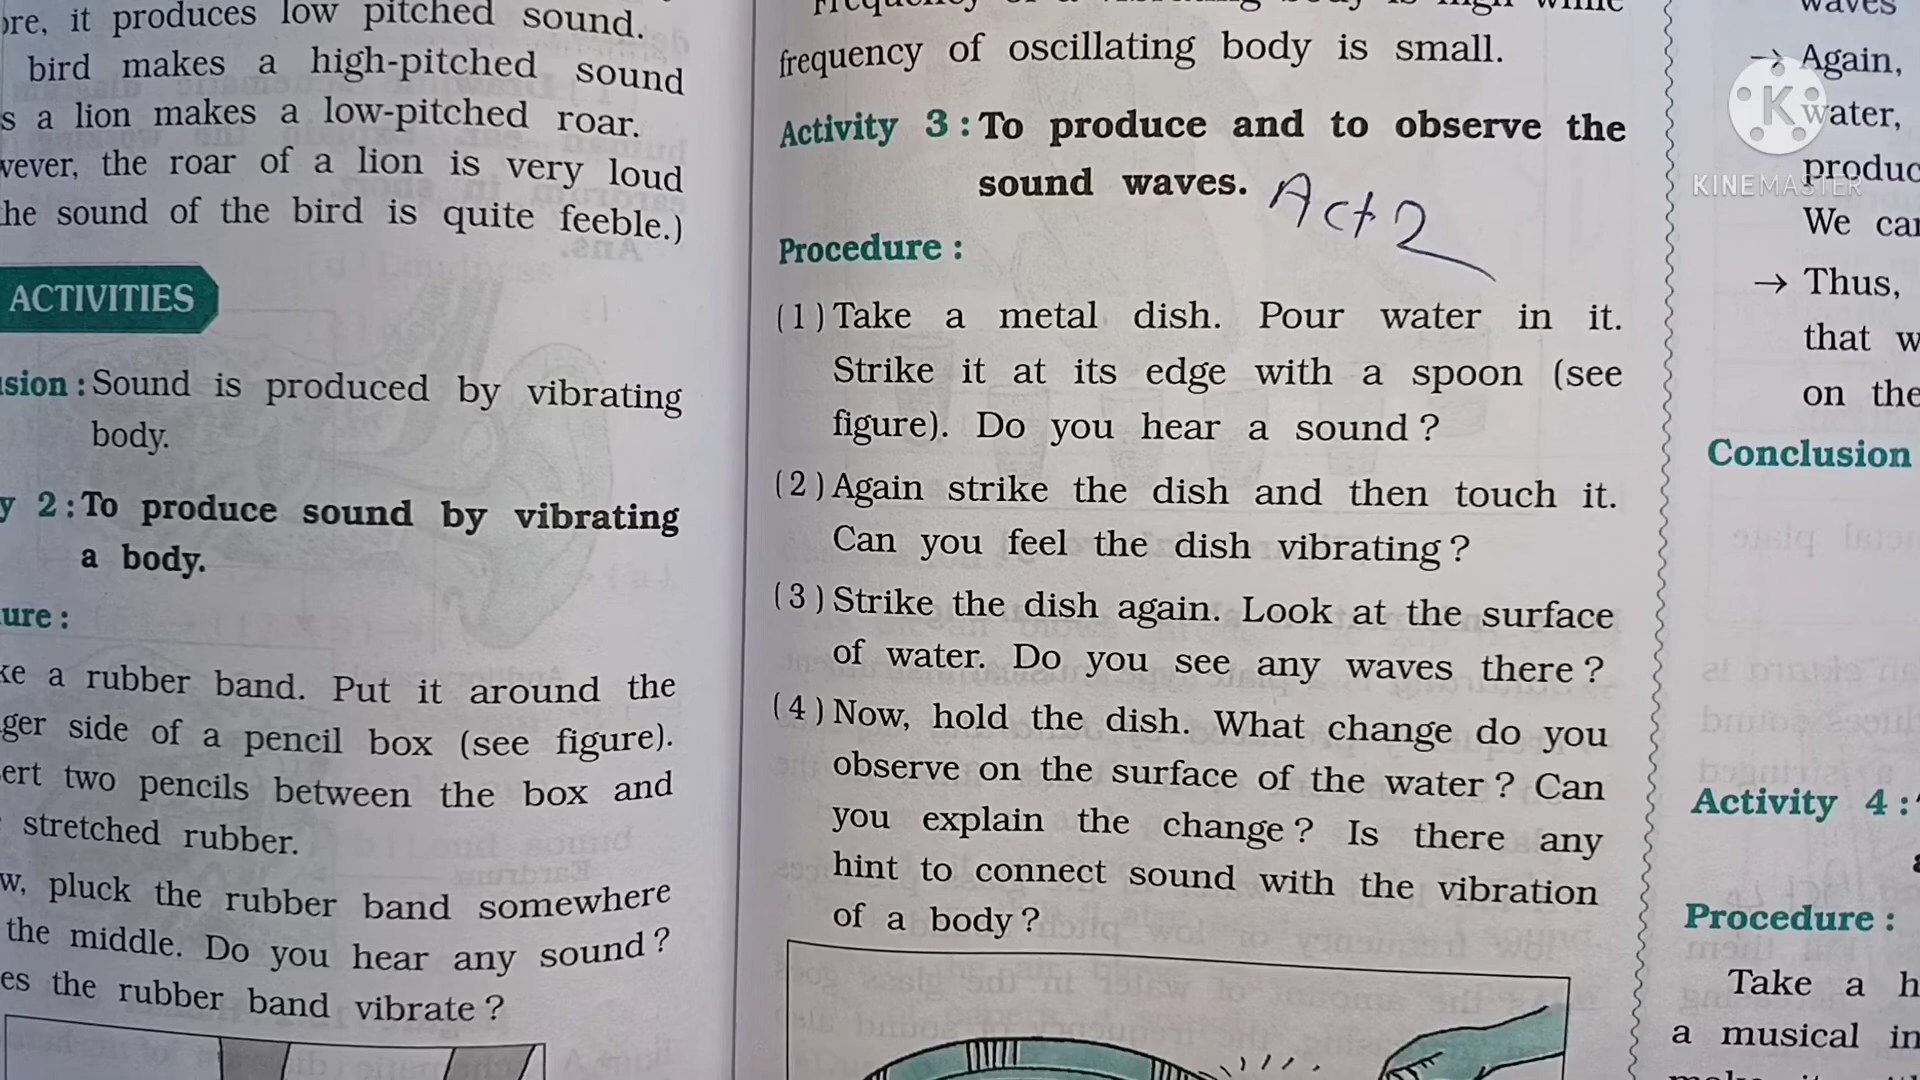 ore, it produces low pitched sound.
bird makes a high-pitched sound
s a lion makes a low-pitched roar.
wever, the roar of a lion is very loud
he sound of the bird is quite feeble.)
ACTIVITIES
sion : Sound is produced by vibrating
body.
y 2 : To produce sound by vibrating
a body.
ure :
ke a rubber band. Put it around the
ger side of a pencil box (see figure).
ert two pencils between the box and
stretched rubber.
w, pluck the rubber band somewhere
the middle. Do you hear any sound ?
es the rubber band vibrate ?
Frequency of a vibrating body is high while
frequency of oscillating body is small.
Activity 3 : To produce and to observe the
sound waves. Act 2
Procedure :
(1) Take a metal dish. Pour water in it.
Strike it at its edge with a spoon (see
figure). Do you hear a sound ?
(2) Again strike the dish and then touch it.
Can you feel the dish vibrating ?
(3) Strike the dish again. Look at the surface
of water. Do you see any waves there ?
(4) Now, hold the dish. What change do you
observe on the surface of the water ? Can
you explain the change ? Is there any
hint to connect sound with the vibration
of a body ?
waves
→ Again,
water,
produc
We can
→ Thus,
that w
on the
Conclusion
Activity 4 :
Procedure :
Take a h
a musical in
K
KINEMASTER